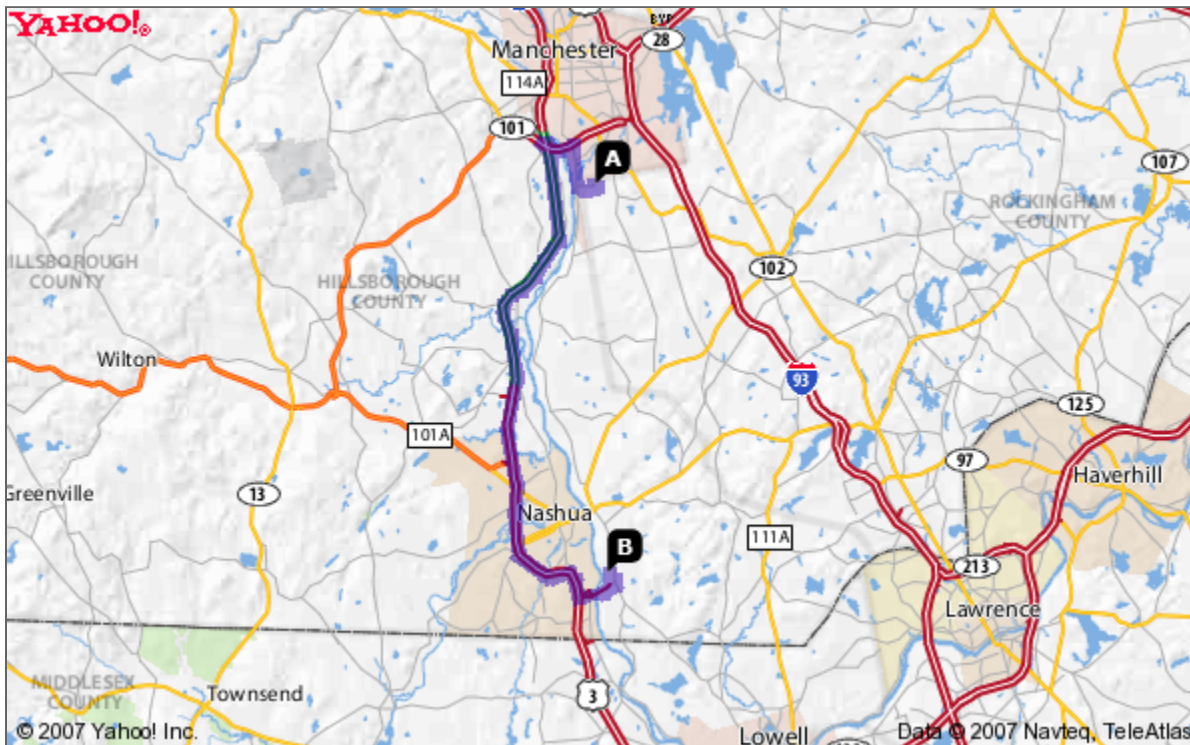 YAHOO!®
Manchester
BYP
28
114A
101
A
107
ROCKINGHAM
COUNTY
102
HILLSBOROUGH
COUNTY
HILLSBOROUGH
COUNTY
Wilton
93
125
101A
97
Haverhill
Greenville
13
Nashua
111A
B
213
Lawrence
MIDDLESEX
COUNTY
Townsend
3
© 2007 Yahoo! Inc.
Lowell
Data © 2007 Navteq, TeleAtlas